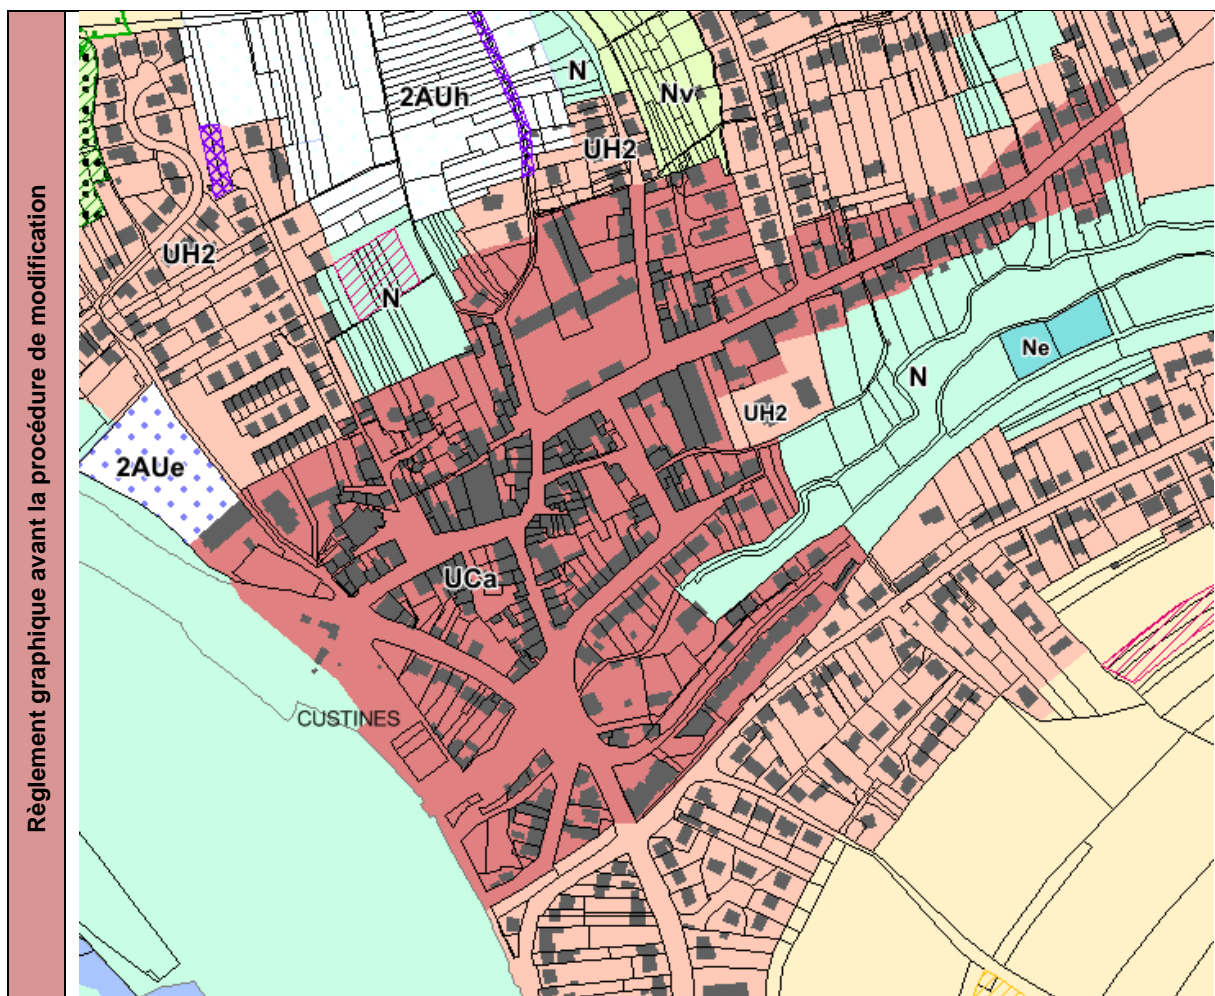 Règlement graphique avant la procédure de modification
N
2AUh
Nv
UH2
UH2
N
Ne
N
UH2
2AUe
UCa
CUSTINES